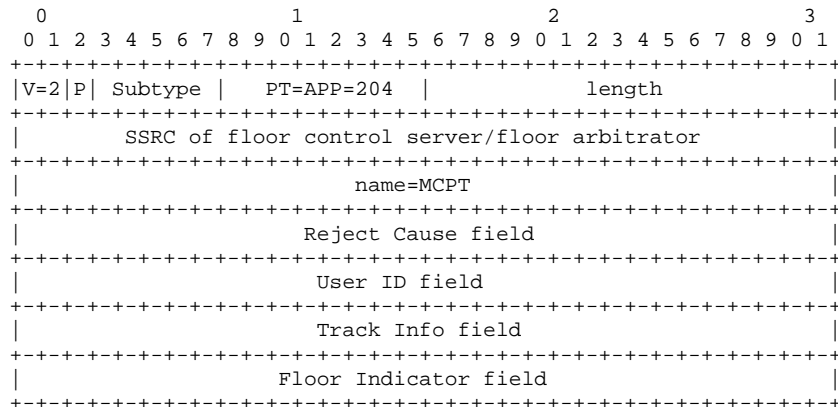 0                   1                   2                   3
0 1 2 3 4 5 6 7 8 9 0 1 2 3 4 5 6 7 8 9 0 1 2 3 4 5 6 7 8 9 0 1
+-+-+-+-+-+-+-+-+-+-+-+-+-+-+-+-+-+-+-+-+-+-+-+-+-+-+-+-+-+-+-+-+
|V=2|P| Subtype |   PT=APP=204  |            length             |
+-+-+-+-+-+-+-+-+-+-+-+-+-+-+-+-+-+-+-+-+-+-+-+-+-+-+-+-+-+-+-+-+
|        SSRC of floor control server/floor arbitrator          |
+-+-+-+-+-+-+-+-+-+-+-+-+-+-+-+-+-+-+-+-+-+-+-+-+-+-+-+-+-+-+-+-+
|                          name=MCPT                            |
+-+-+-+-+-+-+-+-+-+-+-+-+-+-+-+-+-+-+-+-+-+-+-+-+-+-+-+-+-+-+-+-+
|                      Reject Cause field                       |
+-+-+-+-+-+-+-+-+-+-+-+-+-+-+-+-+-+-+-+-+-+-+-+-+-+-+-+-+-+-+-+-+
|                       User ID field                           |
+-+-+-+-+-+-+-+-+-+-+-+-+-+-+-+-+-+-+-+-+-+-+-+-+-+-+-+-+-+-+-+-+
|                       Track Info field                        |
+-+-+-+-+-+-+-+-+-+-+-+-+-+-+-+-+-+-+-+-+-+-+-+-+-+-+-+-+-+-+-+-+
|                    Floor Indicator field                      |
+-+-+-+-+-+-+-+-+-+-+-+-+-+-+-+-+-+-+-+-+-+-+-+-+-+-+-+-+-+-+-+-+